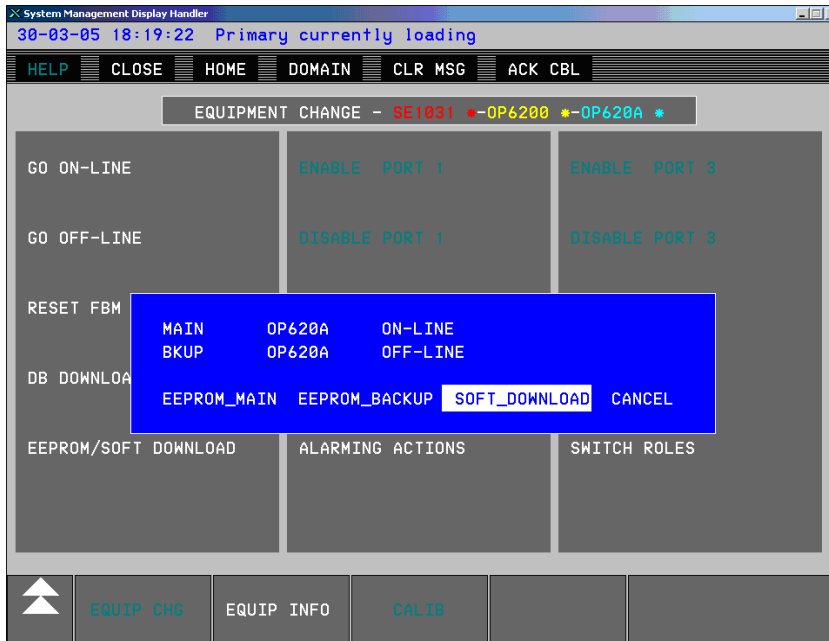 System Management Display Handler
30-03-05 18:19:22 Primary currently loading
HELP CLOSE HOME DOMAIN CLR MSG ACK CBL
EQUIPMENT CHANGE - SE1031 *-OP6200 *-OP620A *
GO ON-LINE ENABLE PORT 1 ENABLE PORT 3
GO OFF-LINE DISABLE PORT 1 DISABLE PORT 3
RESET FBM
MAIN OP620A ON-LINE
BKUP OP620A OFF-LINE
DB DOWNLOA
EEPROM_MAIN EEPROM_BACKUP SOFT_DOWNLOAD CANCEL
EEPROM/SOFT DOWNLOAD ALARMING ACTIONS SWITCH ROLES
EQUIP CHG EQUIP INFO CALIB